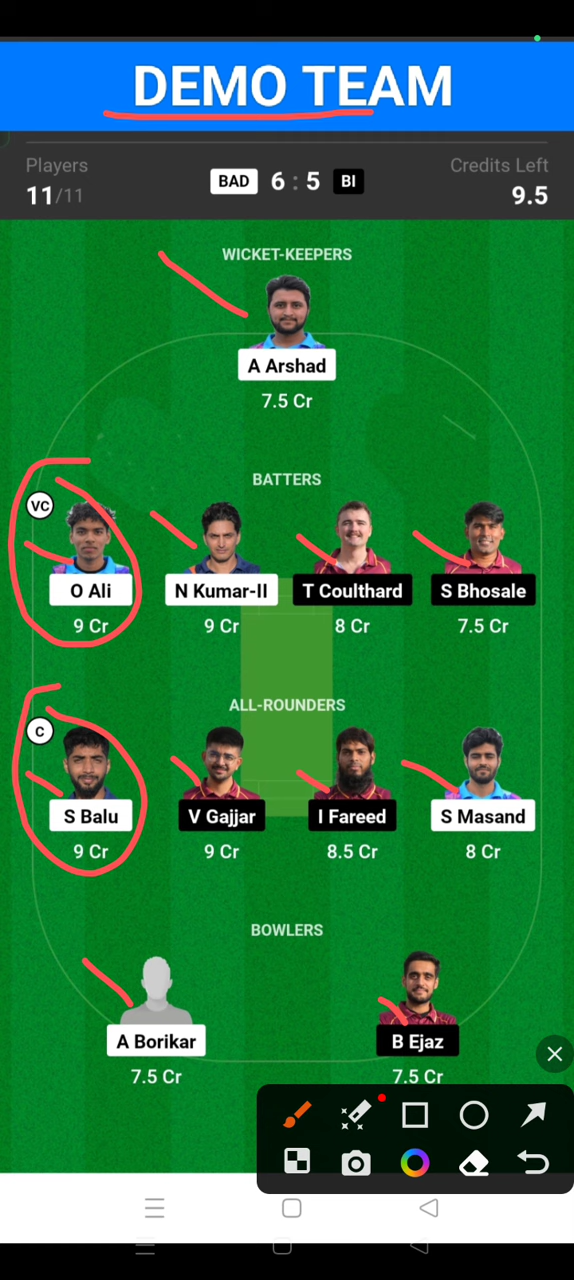 DEMO TEAM
Players
11/11
BAD 6 : 5 BI
Credits Left
9.5
WICKET-KEEPERS
A Arshad
7.5 Cr
BATTERS
VC
O Ali
9 Cr
N Kumar-II
9 Cr
T Coulthard
8 Cr
S Bhosale
7.5 Cr
ALL-ROUNDERS
C
S Balu
9 Cr
V Gajjar
9 Cr
I Fareed
8.5 Cr
S Masand
8 Cr
BOWLERS
A Borikar
7.5 Cr
B Ejaz
7.5 Cr